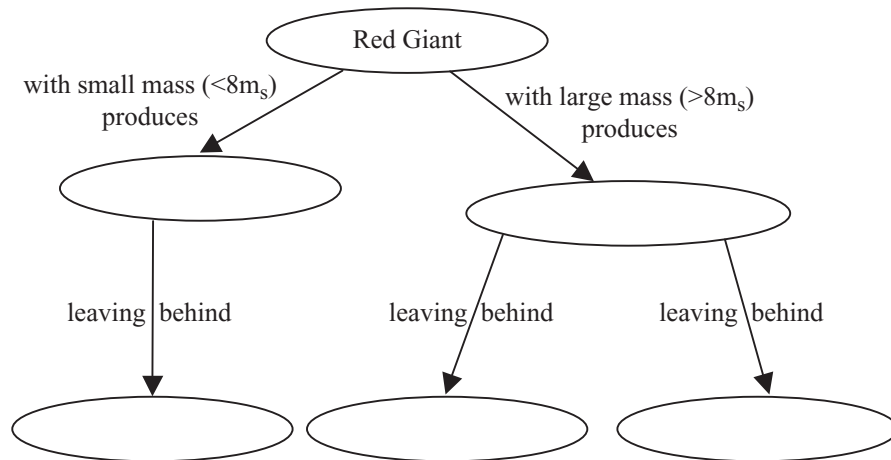 Red Giant
with small mass (<8mₛ)
produces
with large mass (>8mₛ)
produces
leaving behind
leaving behind
leaving behind